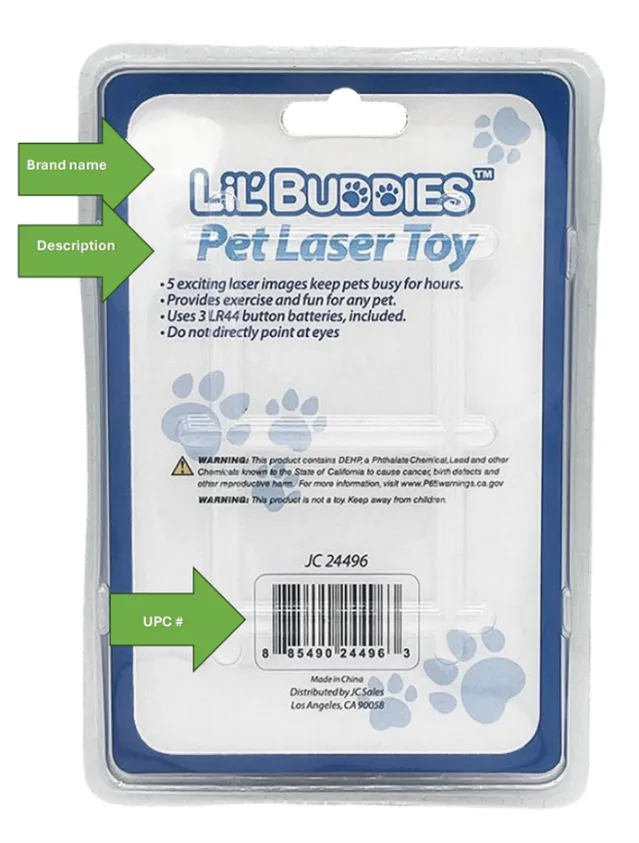 Brand name
LIL' BUDDIES™
Description
Pet Laser Toy
• 5 exciting laser images keep pets busy for hours.
• Provides exercise and fun for any pet.
• Uses 3 LR44 button batteries, included.
• Do not directly point at eyes
WARNING: This product contains DEHP, a Phthalate Chemical, Lead and other
Chemicals known to the State of California to cause cancer, birth defects and
other reproductive harm. For more information, visit www.P65warnings.ca.gov
WARNING: This product is not a toy. Keep away from children.
JC 24496
UPC #
8 85490 24496 3
Made in China
Distributed by JC Sales
Los Angeles, CA 90058